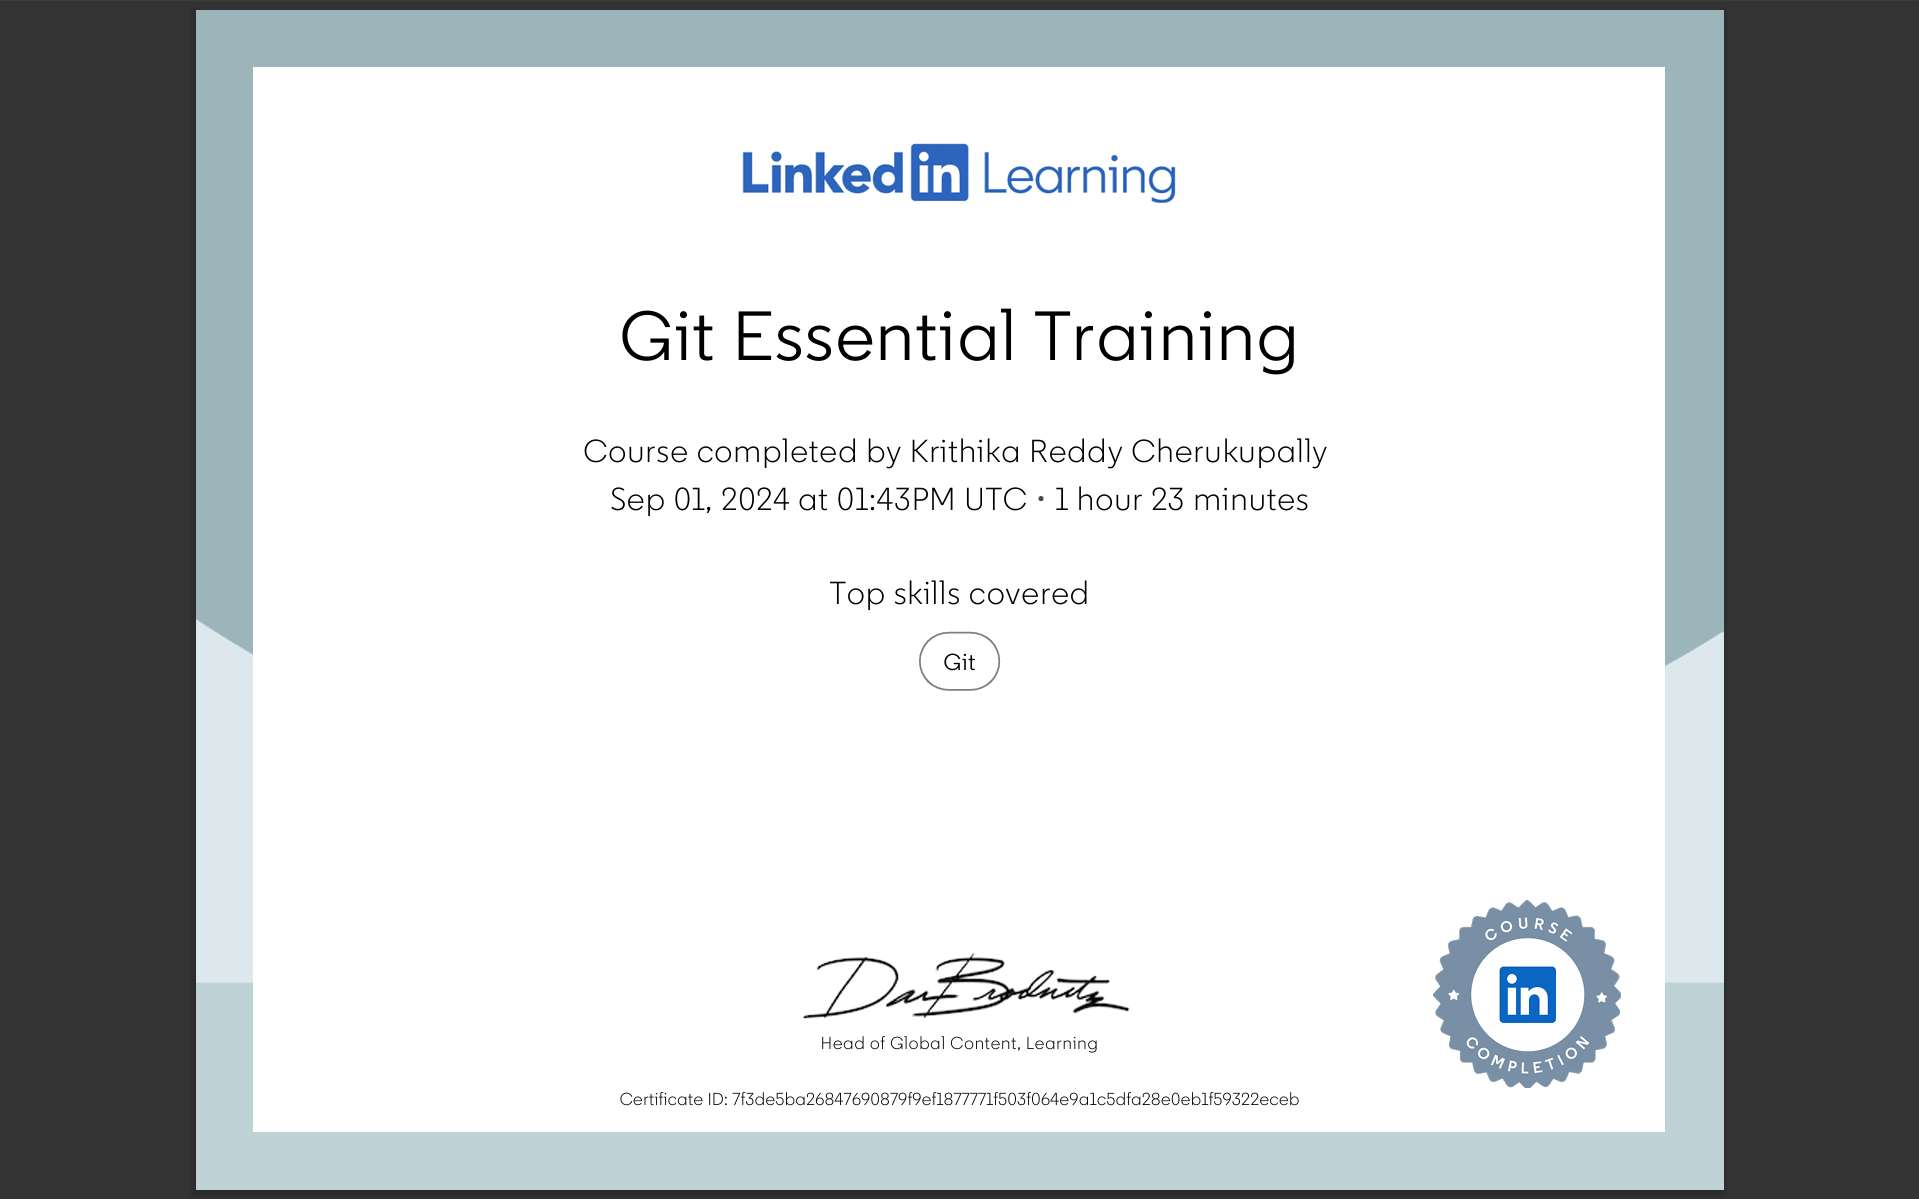 Linked in Learning
Git Essential Training
Course completed by Krithika Reddy Cherukupally
Sep 01, 2024 at 01:43PM UTC • 1 hour 23 minutes
Top skills covered
Git
Dan Brodnitz
Head of Global Content, Learning
Certificate ID: 7f3de5ba26847690879f9ef1877771f503f064e9a1c5dfa28e0eb1f59322eceb
COURSE
in
COMPLETION